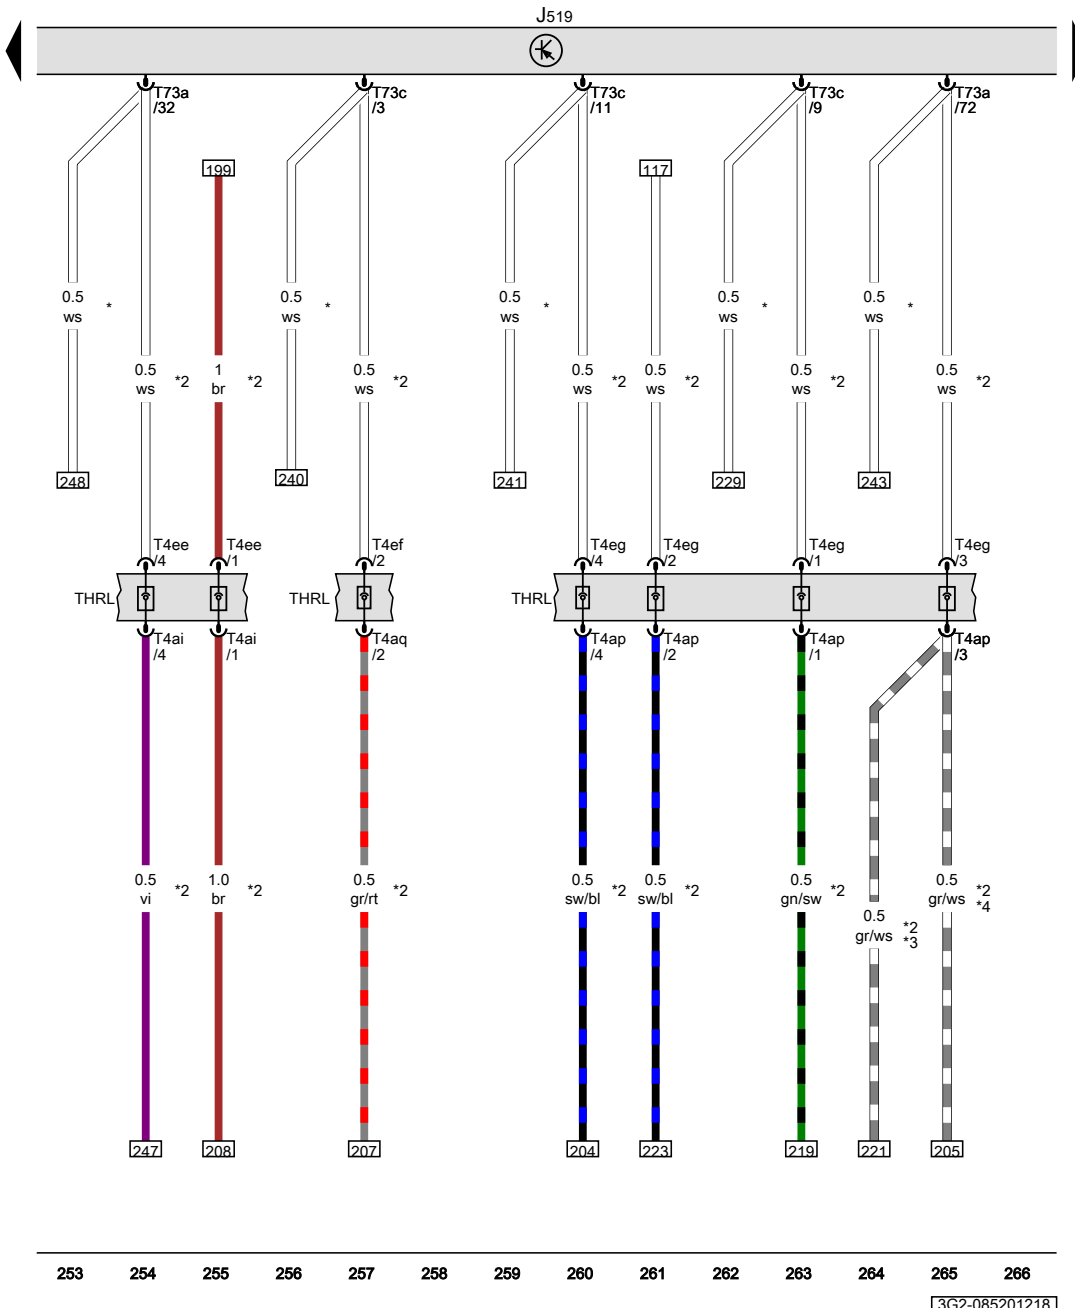 J519
T73a
/32
T73c
/3
T73c
/11
T73c
/9
T73a
/72
199
117
0.5
ws
*
0.5
ws
*
0.5
ws
*
0.5
ws
*
0.5
ws
*
0.5
ws
*2
1
br
*2
0.5
ws
*2
0.5
ws
*2
0.5
ws
*2
0.5
ws
*2
0.5
ws
*2
248
240
241
229
243
T4ee
/4
T4ee
/1
T4ef
/2
T4eg
/4
T4eg
/2
T4eg
/1
T4eg
/3
THRL
THRL
THRL
T4ai
/4
T4ai
/1
T4aq
/2
T4ap
/4
T4ap
/2
T4ap
/1
T4ap
/3
0.5
vi
*2
1.0
br
*2
0.5
gr/rt
*2
0.5
sw/bl
*2
0.5
sw/bl
*2
0.5
gn/sw
*2
0.5
gr/ws
*2
*3
0.5
gr/ws
*2
*4
247
208
207
204
223
219
221
205
253 254 255 256 257 258 259 260 261 262 263 264 265 266
3G2-085201218